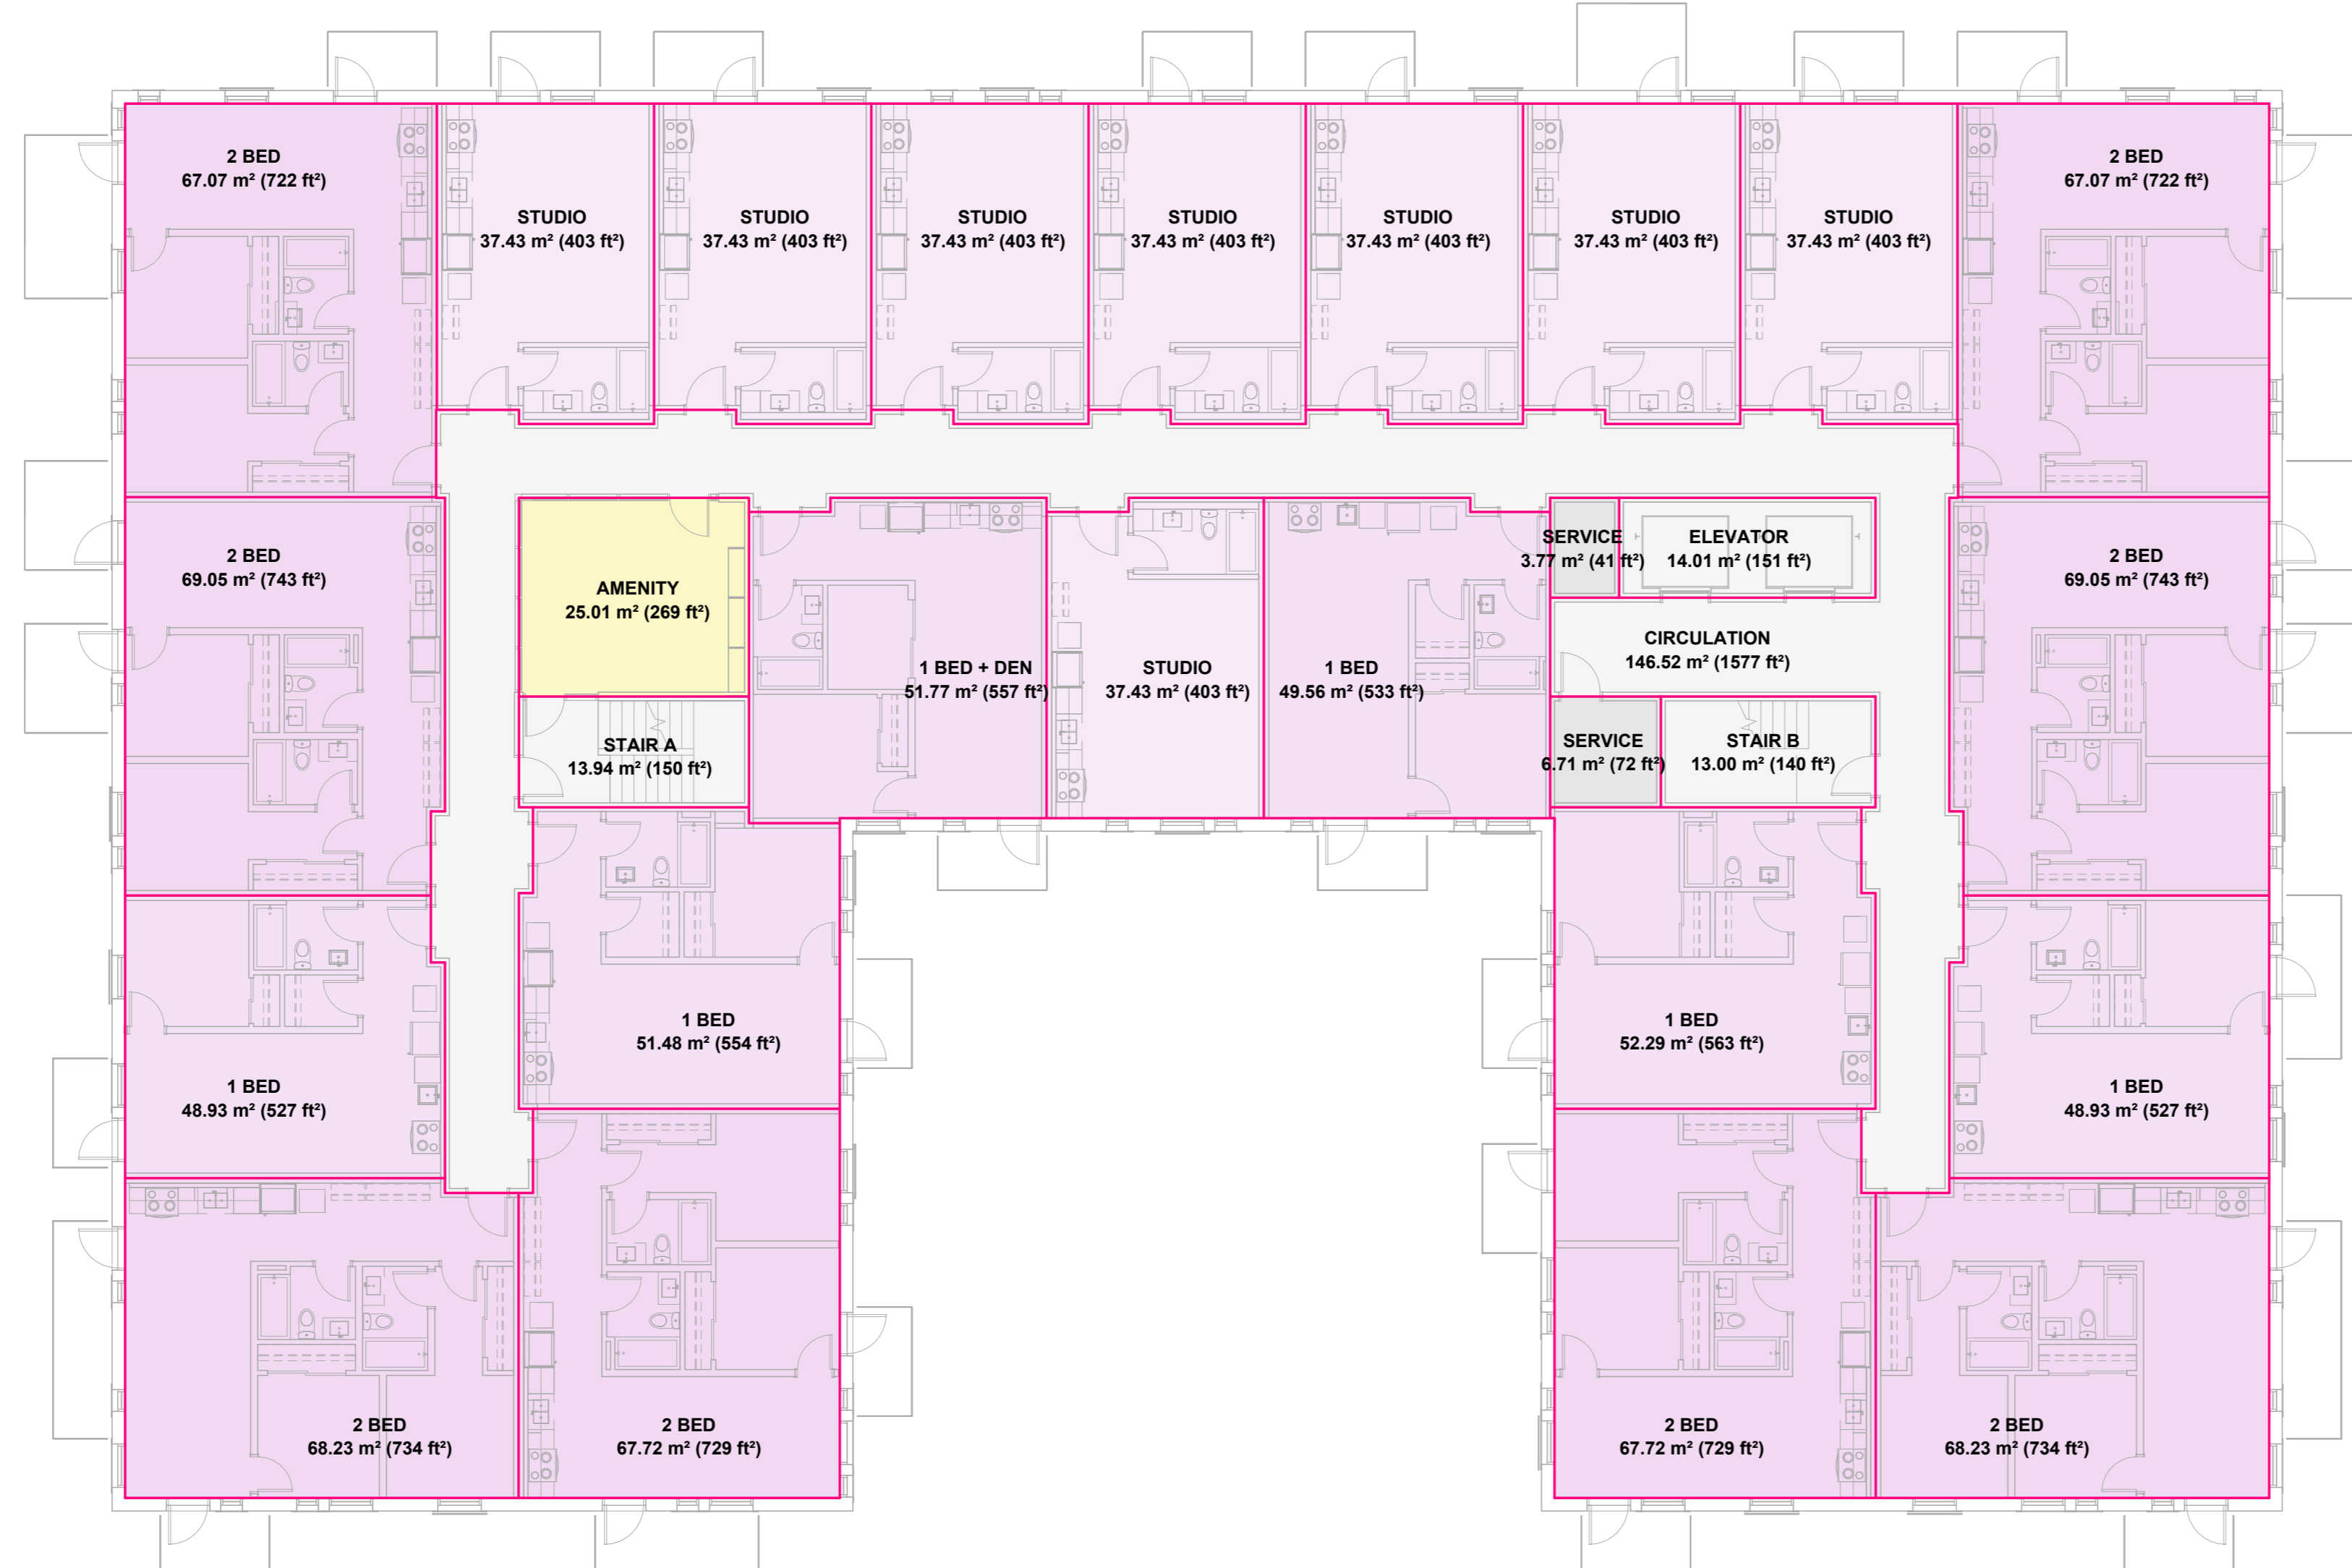 2 BED
67.07 m² (722 ft²)
STUDIO
37.43 m² (403 ft²)
STUDIO
37.43 m² (403 ft²)
STUDIO
37.43 m² (403 ft²)
STUDIO
37.43 m² (403 ft²)
STUDIO
37.43 m² (403 ft²)
STUDIO
37.43 m² (403 ft²)
STUDIO
37.43 m² (403 ft²)
2 BED
67.07 m² (722 ft²)
2 BED
69.05 m² (743 ft²)
AMENITY
25.01 m² (269 ft²)
1 BED + DEN
51.77 m² (557 ft²)
STUDIO
37.43 m² (403 ft²)
1 BED
49.56 m² (533 ft²)
SERVICE
3.77 m² (41 ft²)
ELEVATOR
14.01 m² (151 ft²)
CIRCULATION
146.52 m² (1577 ft²)
2 BED
69.05 m² (743 ft²)
STAIR A
13.94 m² (150 ft²)
SERVICE
6.71 m² (72 ft²)
STAIR B
13.00 m² (140 ft²)
1 BED
48.93 m² (527 ft²)
1 BED
51.48 m² (554 ft²)
1 BED
52.29 m² (563 ft²)
1 BED
48.93 m² (527 ft²)
2 BED
68.23 m² (734 ft²)
2 BED
67.72 m² (729 ft²)
2 BED
67.72 m² (729 ft²)
2 BED
68.23 m² (734 ft²)